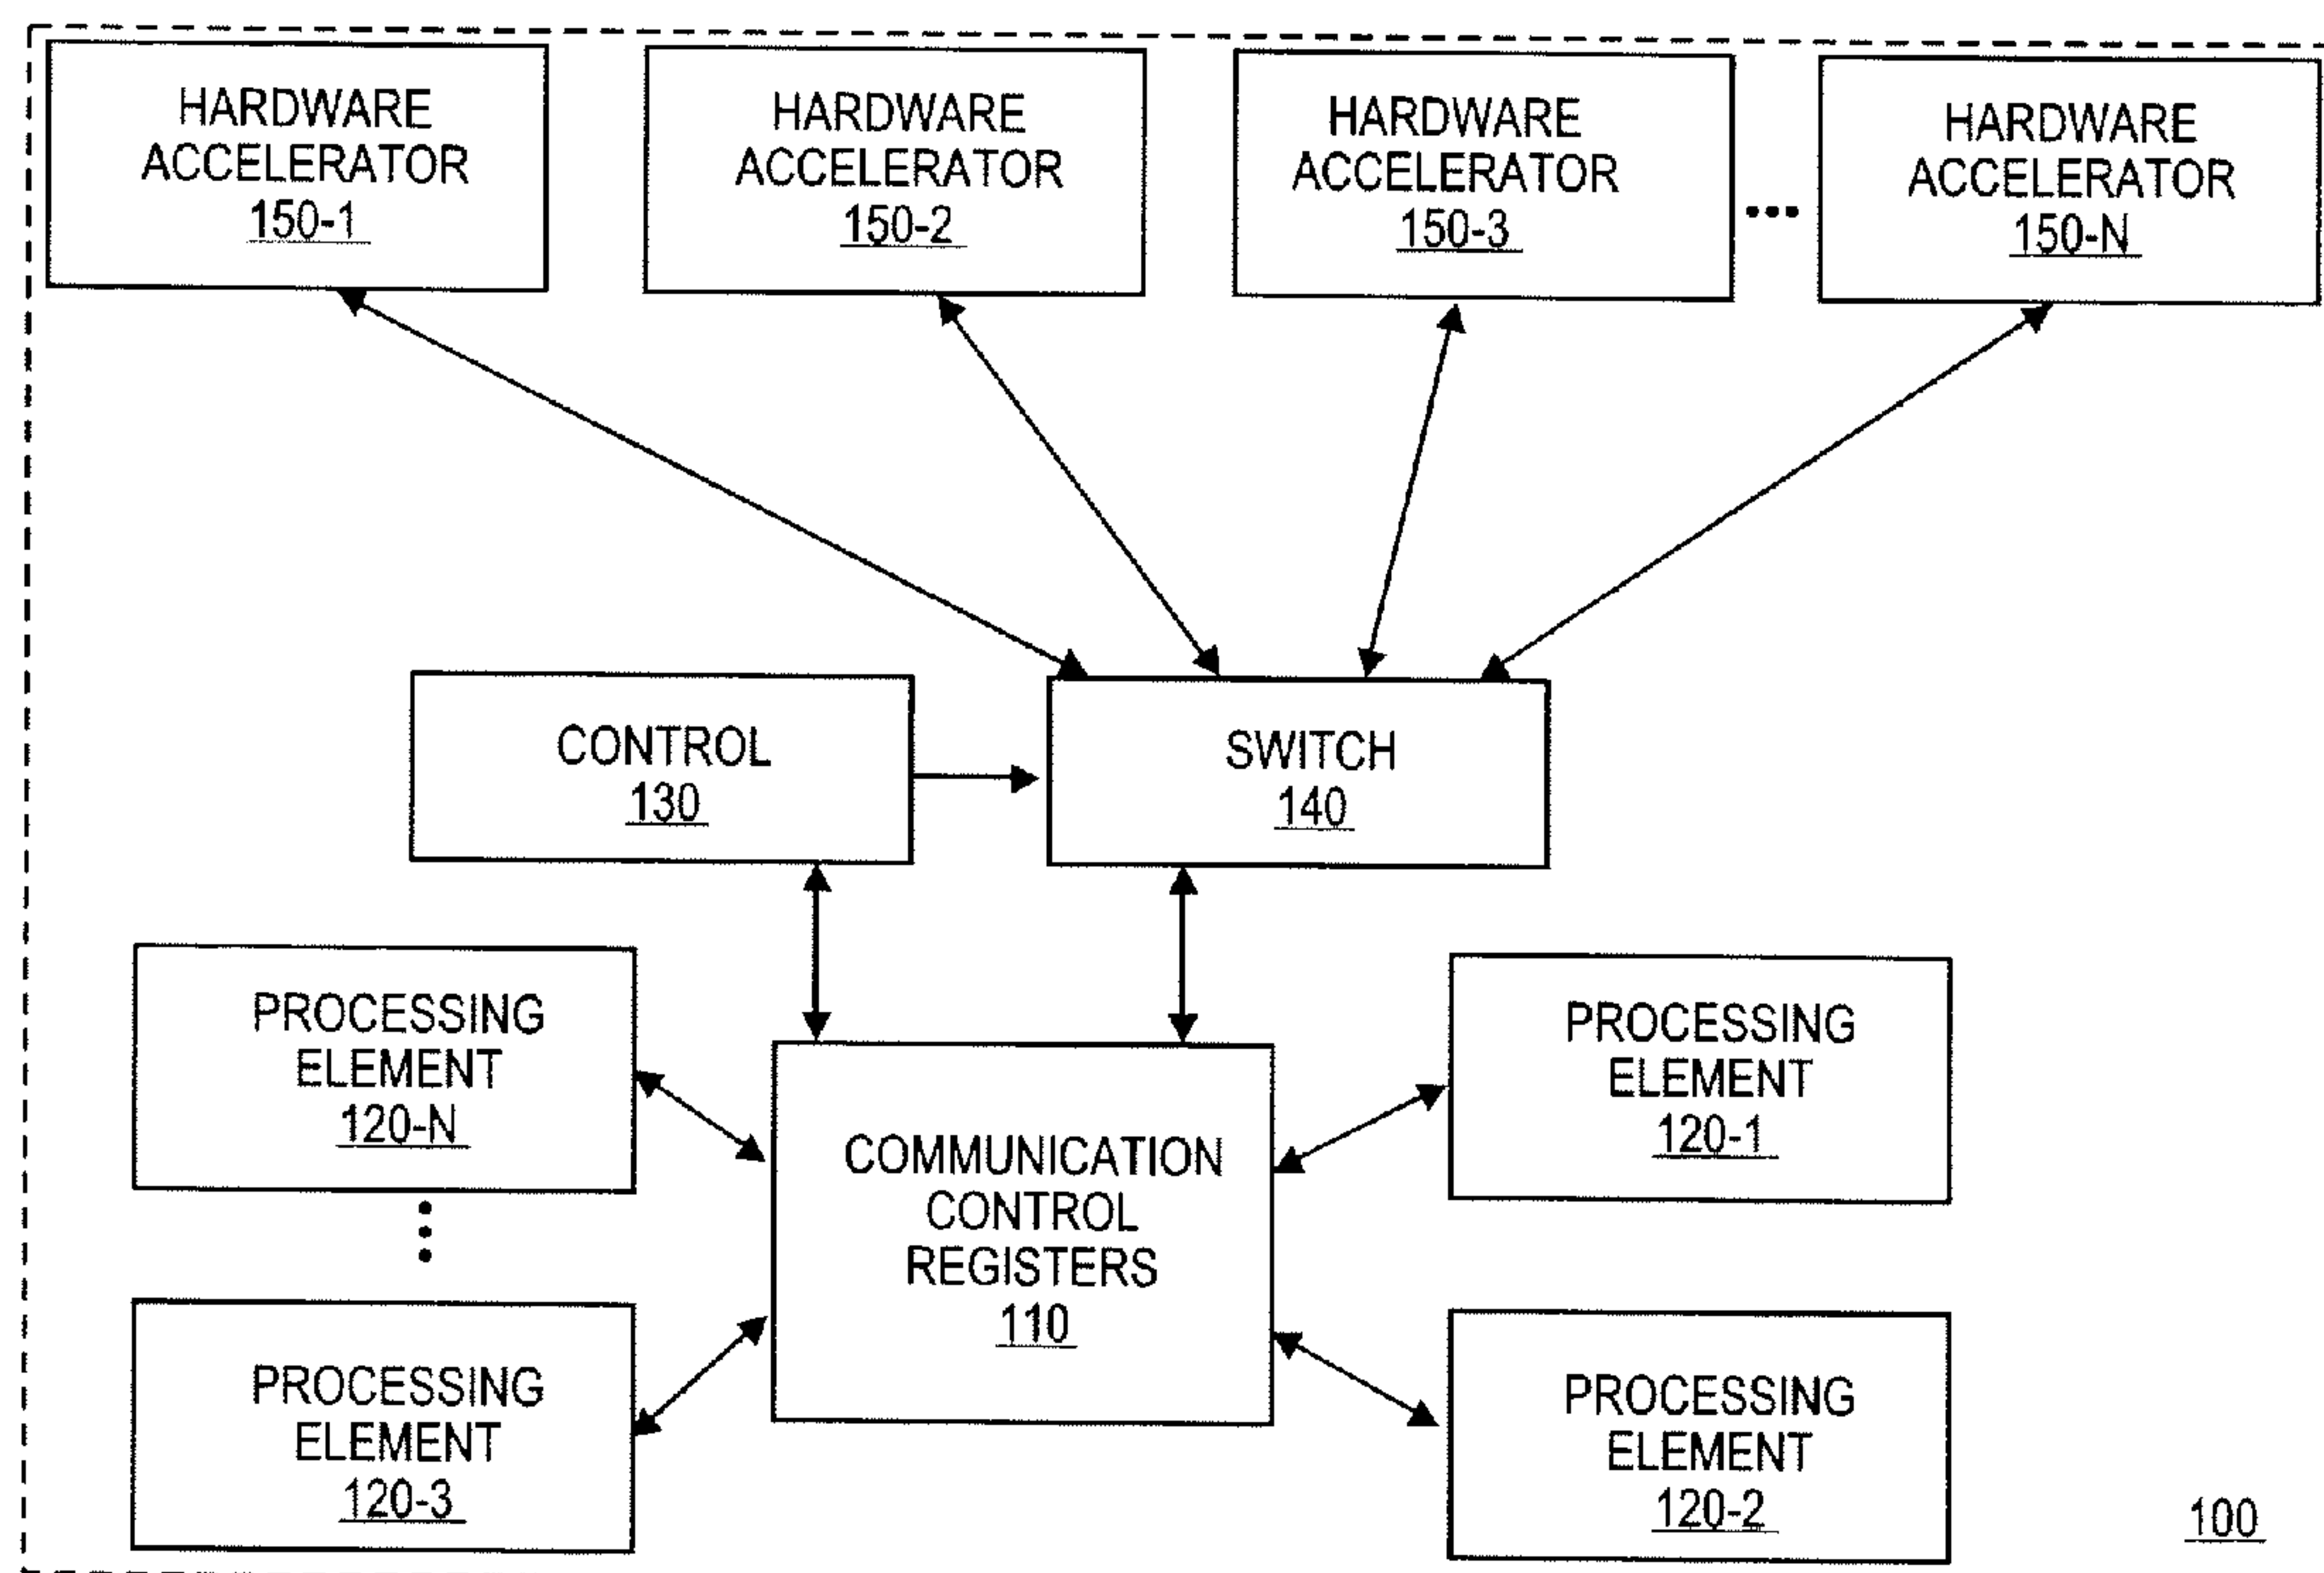 HARDWARE
ACCELERATOR
150-1
HARDWARE
ACCELERATOR
150-2
HARDWARE
ACCELERATOR
150-3
HARDWARE
ACCELERATOR
150-N
CONTROL
130
SWITCH
140
PROCESSING
ELEMENT
120-N
COMMUNICATION
CONTROL
REGISTERS
110
PROCESSING
ELEMENT
120-1
PROCESSING
ELEMENT
120-3
PROCESSING
ELEMENT
120-2
100